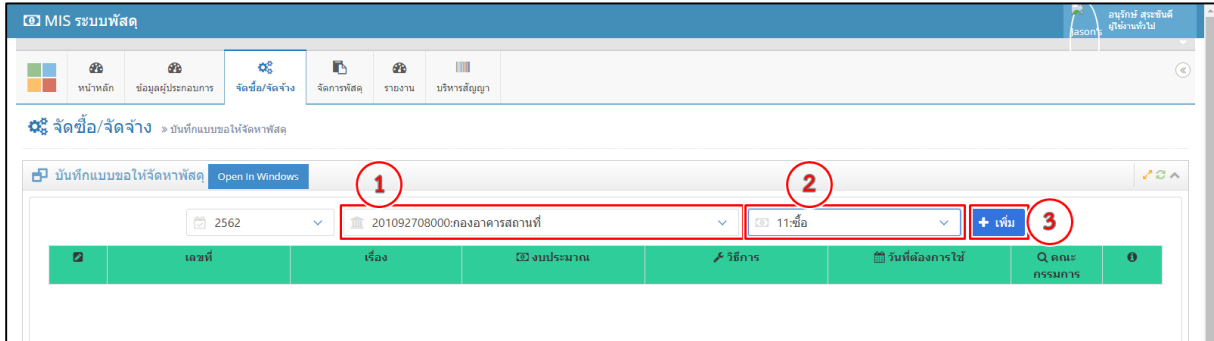 MIS ระบบพัสดุ
Jason's
อนุรักษ์ สุระขันดี
ผู้ใช้งานทั่วไป
หน้าหลัก
ข้อมูลผู้ประกอบการ
จัดซื้อ/จัดจ้าง
จัดการพัสดุ
รายงาน
บริหารสัญญา
จัดซื้อ/จัดจ้าง » บันทึกแบบขอให้จัดหาพัสดุ
บันทึกแบบขอให้จัดหาพัสดุ Open In Windows
1
2
2562
201092708000:กองอาคารสถานที่
11:ซื้อ
+ เพิ่ม
3
เลขที่
เรื่อง
งบประมาณ
วิธีการ
วันที่ต้องการใช้
คณะ
กรรมการ